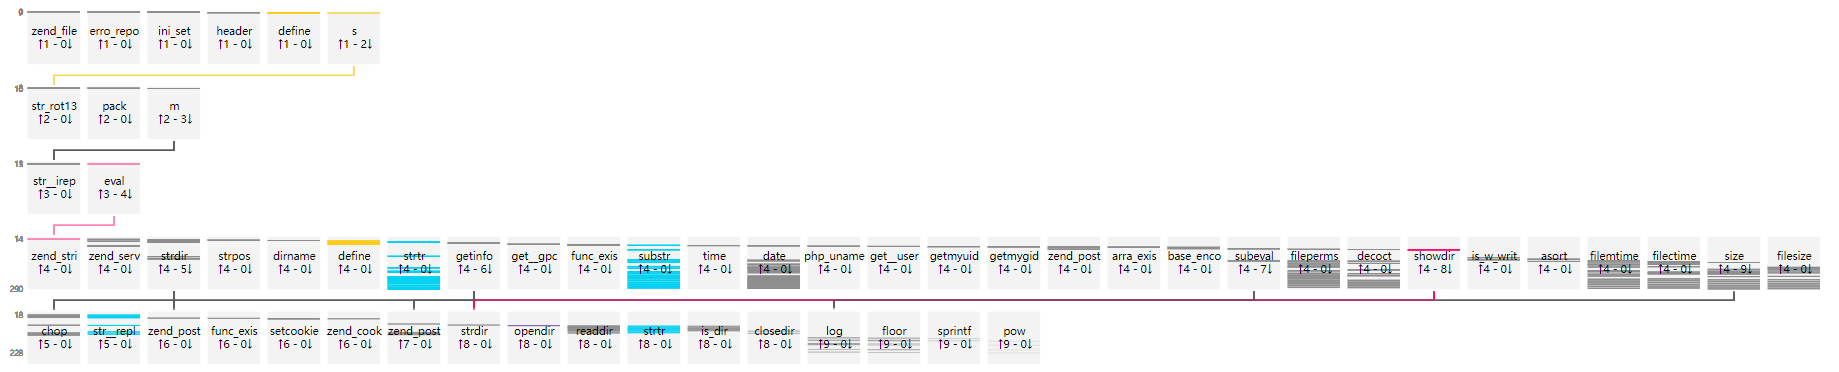 zend_file erro_repo ini_set header define s
↑1 - 0↓ ↑1 - 0↓ ↑1 - 0↓ ↑1 - 0↓ ↑1 - 0↓ ↑1 - 2↓
str_rot13 pack m
↑2 - 0↓ ↑2 - 0↓ ↑2 - 3↓
str__irep eval
↑3 - 0↓ ↑3 - 4↓
14
zend_stri zend_serv strdir strpos dirname define strtr getinfo get__gpc func_exis substr time date php_uname get__user getmyuid getmygid zend_post arra_exis base_enco subeval fileperms decoct showdir is_w_writ asort filemtime filectime size filesize
↑4 - 0↓ ↑4 - 0↓ ↑4 - 5↓ ↑4 - 0↓ ↑4 - 0↓ ↑4 - 0↓ ↑4 - 0↓ ↑4 - 6↓ ↑4 - 0↓ ↑4 - 0↓ ↑4 - 0↓ ↑4 - 0↓ ↑4 - 0↓ ↑4 - 0↓ ↑4 - 0↓ ↑4 - 0↓ ↑4 - 0↓ ↑4 - 0↓ ↑4 - 0↓ ↑4 - 0↓ ↑4 - 7↓ ↑4 - 0↓ ↑4 - 0↓ ↑4 - 8↓ ↑4 - 0↓ ↑4 - 0↓ ↑4 - 0↓ ↑4 - 0↓ ↑4 - 9↓ ↑4 - 0↓
290
18
chop str_repl zend_post func_exis setcookie zend_cook zend_post strdir opendir readdir strtr is_dir closedir log floor sprintf pow
↑5 - 0↓ ↑5 - 0↓ ↑6 - 0↓ ↑6 - 0↓ ↑6 - 0↓ ↑6 - 0↓ ↑7 - 0↓ ↑8 - 0↓ ↑8 - 0↓ ↑8 - 0↓ ↑8 - 0↓ ↑8 - 0↓ ↑8 - 0↓ ↑9 - 0↓ ↑9 - 0↓ ↑9 - 0↓ ↑9 - 0↓
228